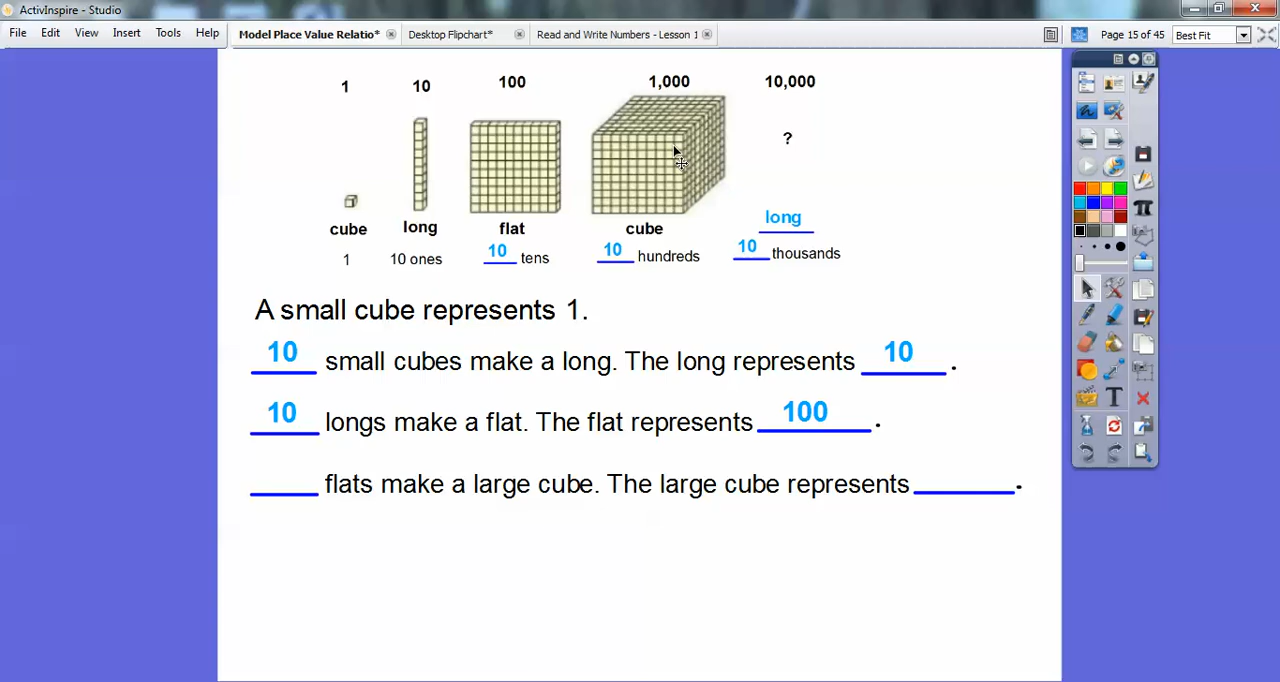 ActivInspire - Studio
File Edit View Insert Tools Help
Model Place Value Relatio* Desktop Flipchart* Read and Write Numbers - Lesson 1
Page 15 of 45 Best Fit
1 10 100 1,000 10,000
?
long
cube long flat cube
1 10 ones 10 tens 10 hundreds 10 thousands
A small cube represents 1.
10 small cubes make a long. The long represents 10.
10 longs make a flat. The flat represents 100.
____ flats make a large cube. The large cube represents ____.